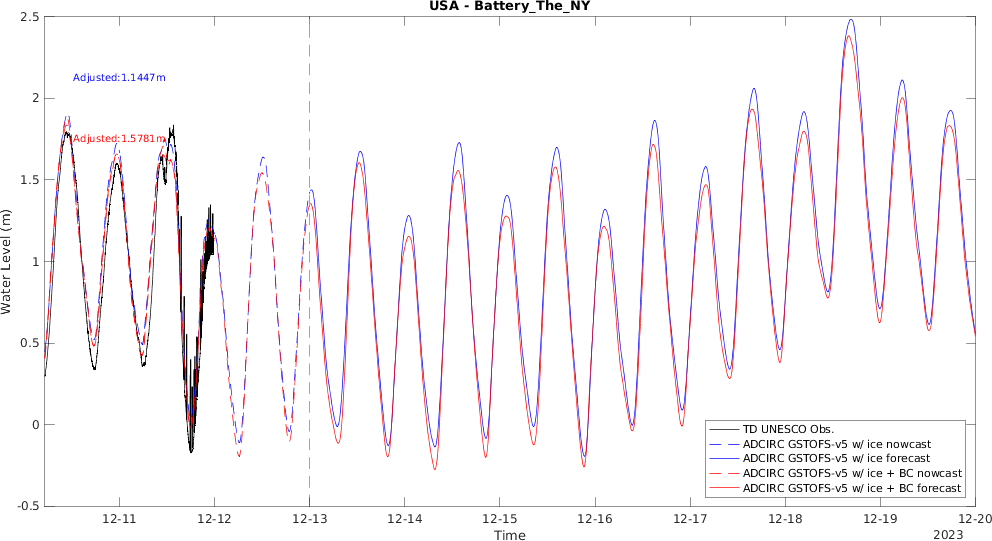 USA - Battery_The_NY
2.5
2
1.5
1
0.5
0
-0.5
Water Level (m)
Adjusted:1.1447m
Adjusted:1.5781m
TD UNESCO Obs.
ADCIRC GSTOFS-v5 w/ ice nowcast
ADCIRC GSTOFS-v5 w/ ice forecast
ADCIRC GSTOFS-v5 w/ ice + BC nowcast
ADCIRC GSTOFS-v5 w/ ice + BC forecast
12-11 12-12 12-13 12-14 12-15 12-16 12-17 12-18 12-19 12-20
Time
2023